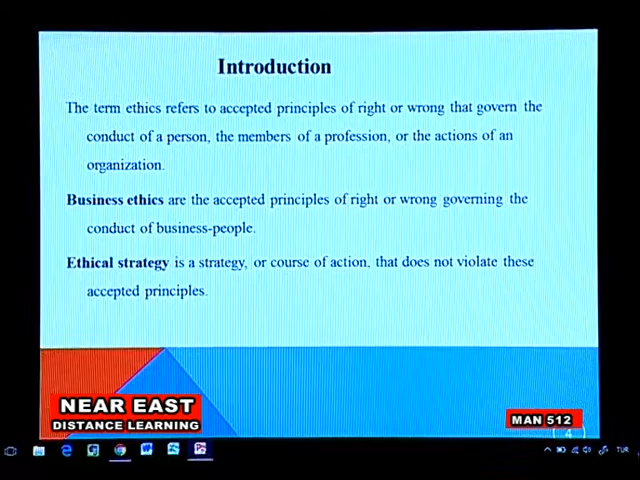 Introduction
The term ethics refers to accepted principles of right or wrong that govern the
conduct of a person, the members of a profession, or the actions of an
organization.
Business ethics are the accepted principles of right or wrong governing the
conduct of business-people.
Ethical strategy is a strategy, or course of action, that does not violate these
accepted principles.
NEAR EAST
DISTANCE LEARNING
MAN 512
4
TUR